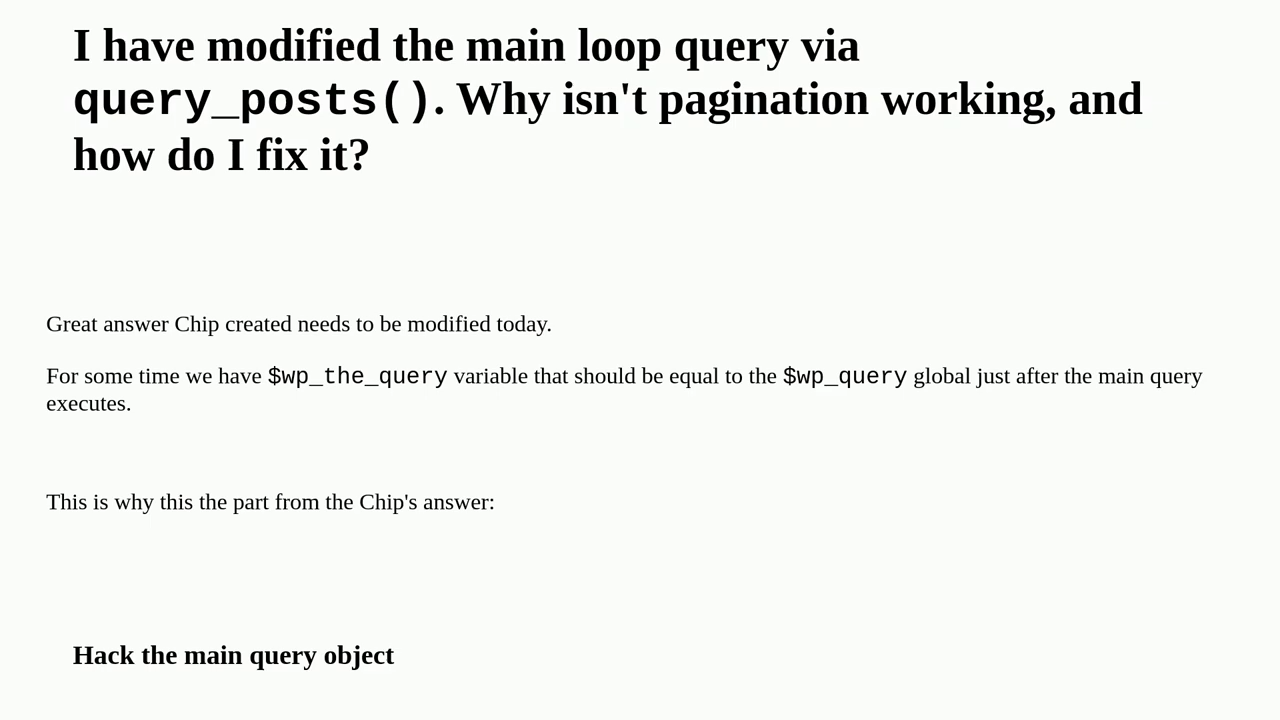 I have modified the main loop query via
query_posts(). Why isn't pagination working, and
how do I fix it?
Great answer Chip created needs to be modified today.
For some time we have $wp_the_query variable that should be equal to the $wp_query global just after the main query
executes.
This is why this the part from the Chip's answer:
Hack the main query object